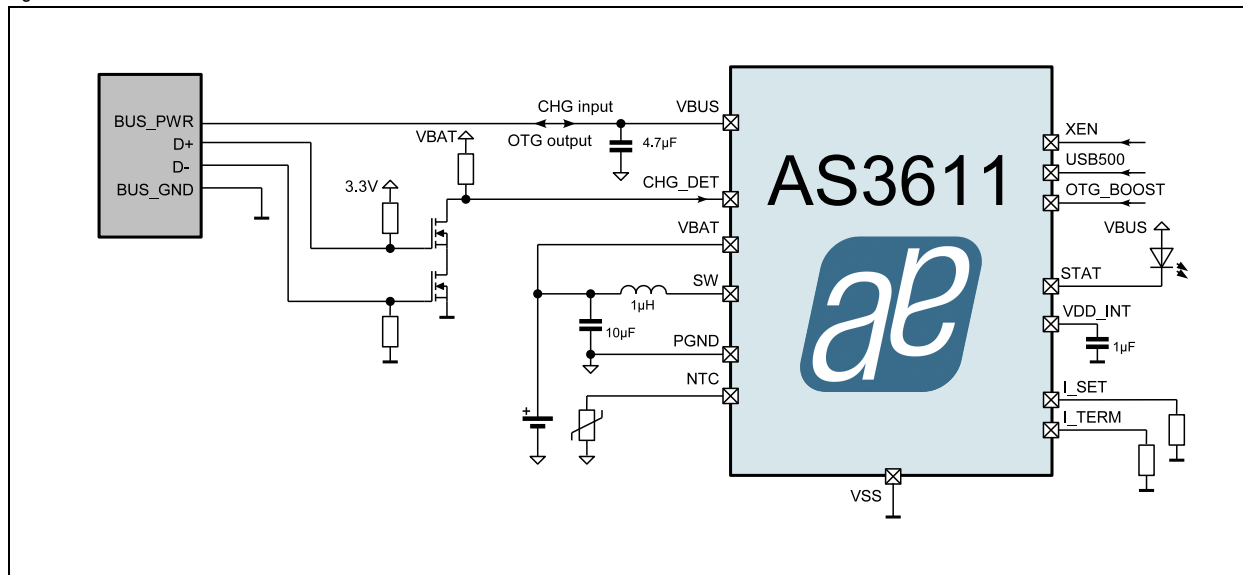 BUS_PWR
D+
D-
BUS_GND
CHG input
OTG output
VBAT
3.3V
4.7µF
VBUS
CHG_DET
VBAT
SW
1µH
10µF
PGND
NTC
+
AS3611
ae
VSS
XEN
USB500
OTG_BOOST
VBUS
STAT
VDD_INT
1µF
I_SET
I_TERM